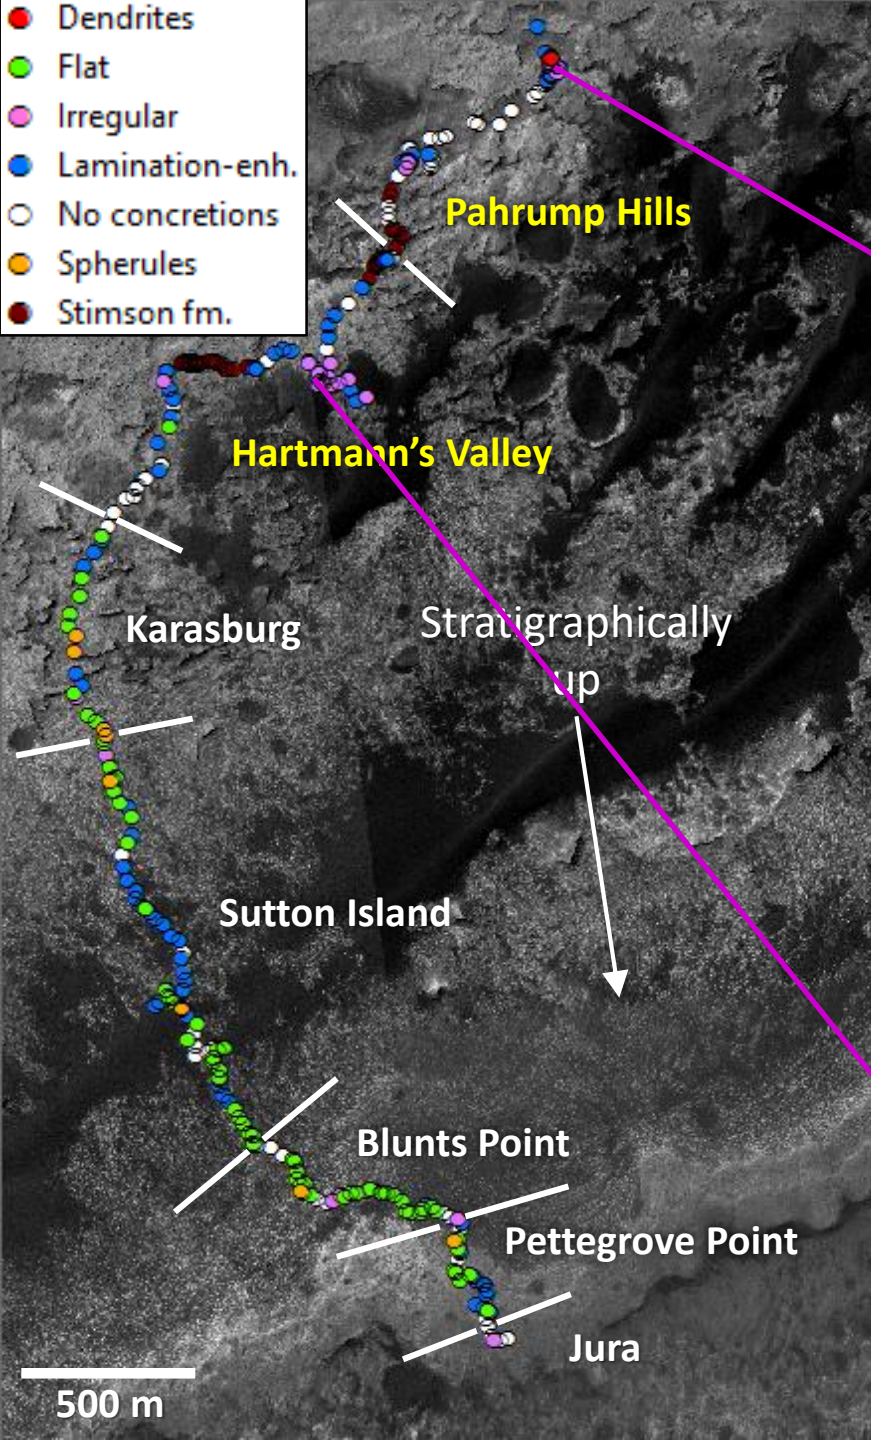 Dendrites
Flat
Irregular
Lamination-enh.
No concretions
Spherules
Stimson fm.
Pahrump Hills
Hartmann’s Valley
Stratigraphically
up
Karasburg
Sutton Island
Blunts Point
Pettegrove Point
Jura
500 m